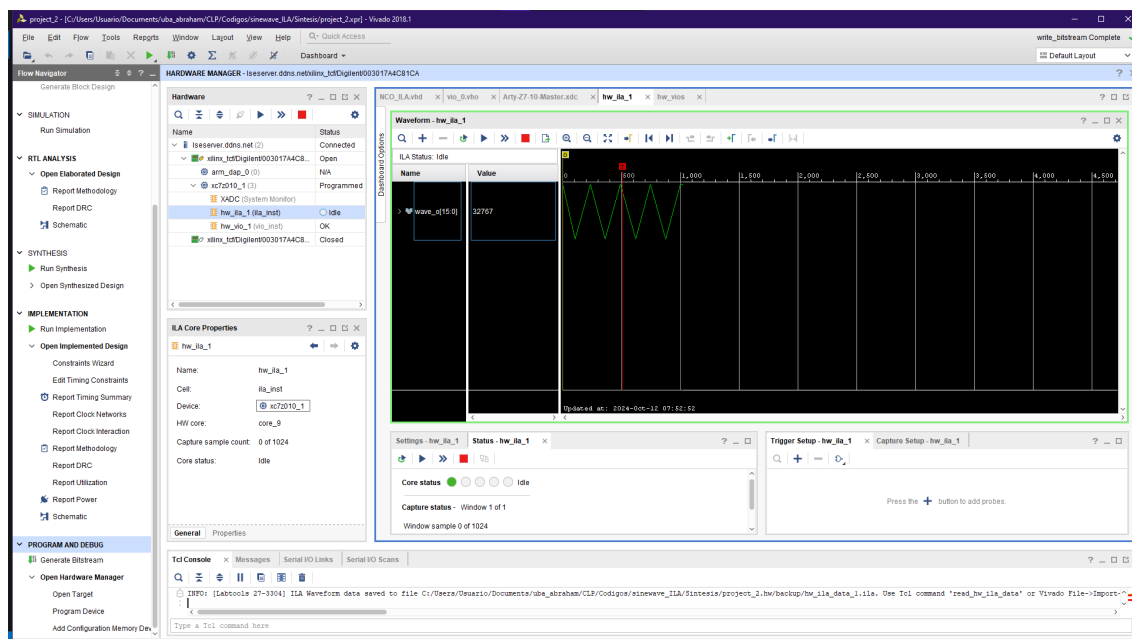 project_2 - [C:/Users/Usuario/Documents/uba_abraham/CLP/Codigos/sinewave_ILA/Sintesis/project_2.xpr] - Vivado 2018.1
File Edit Flow Tools Reports Window Layout View Help Quick Access
write_bitstream Complete
Dashboard
Default Layout
Flow Navigator
HARDWARE MANAGER - lseserver.ddns.net/xilinx_tcf/Digilent/003017A4C81CA
Generate Block Design
SIMULATION
Run Simulation
RTL ANALYSIS
Open Elaborated Design
Report Methodology
Report DRC
Schematic
SYNTHESIS
Run Synthesis
Open Synthesized Design
IMPLEMENTATION
Run Implementation
Open Implemented Design
Constraints Wizard
Edit Timing Constraints
Report Timing Summary
Report Clock Networks
Report Clock Interaction
Report Methodology
Report DRC
Report Utilization
Report Power
Schematic
PROGRAM AND DEBUG
Generate Bitstream
Open Hardware Manager
Open Target
Program Device
Add Configuration Memory Dev
Hardware
Name Status
lseserver.ddns.net (2) Connected
xilinx_tcf/Digilent/003017A4C8... Open
arm_dap_0 (0) N/A
xc7z010_1 (3) Programmed
XADC (System Monitor)
hw_ila_1 (ila_inst) Idle
hw_vio_1 (vio_inst) OK
xilinx_tcf/Digilent/003017A4C8... Closed
ILA Core Properties
hw_ila_1
Name: hw_ila_1
Cell: ila_inst
Device: xc7z010_1
HW core: core_9
Capture sample count: 0 of 1024
Core status: Idle
General Properties
NCO_ILA.vhd vio_0.vho Arty-Z7-10-Master.xdc hw_ila_1 hw_vios
Dashboard Options
Waveform - hw_ila_1
ILA Status: Idle
Name Value
wave_o[15:0] 32767
0 500 1,000 1,500 2,000 2,500 3,000 3,500 4,000 4,500
Updated at: 2024-Oct-12 07:52:52
Settings - hw_ila_1 Status - hw_ila_1
Core status Idle
Capture status - Window 1 of 1
Window sample 0 of 1024
Trigger Setup - hw_ila_1 Capture Setup - hw_ila_1
Press the + button to add probes.
Tcl Console Messages Serial I/O Links Serial I/O Scans
INFO: [Labtools 27-3304] ILA Waveform data saved to file C:/Users/Usuario/Documents/uba_abraham/CLP/Codigos/sinewave_ILA/Sintesis/project_2.hw/backup/hw_ila_data_1.ila. Use Tcl command 'read_hw_ila_data' or Vivado File->Import-
Type a Tcl command here